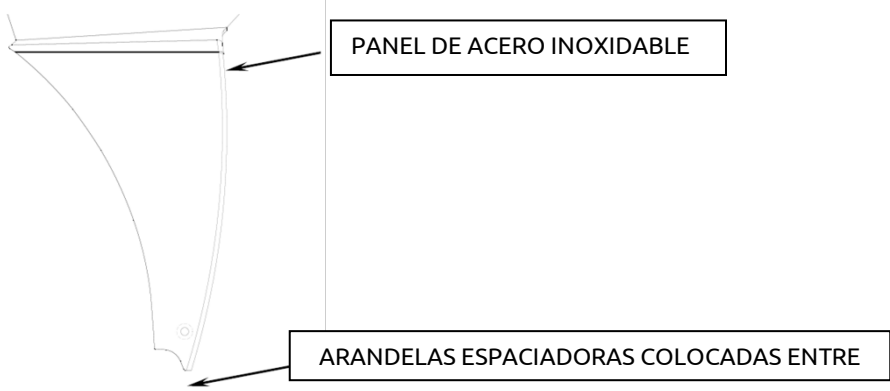 PANEL DE ACERO INOXIDABLE
ARANDELAS ESPACIADORAS COLOCADAS ENTRE